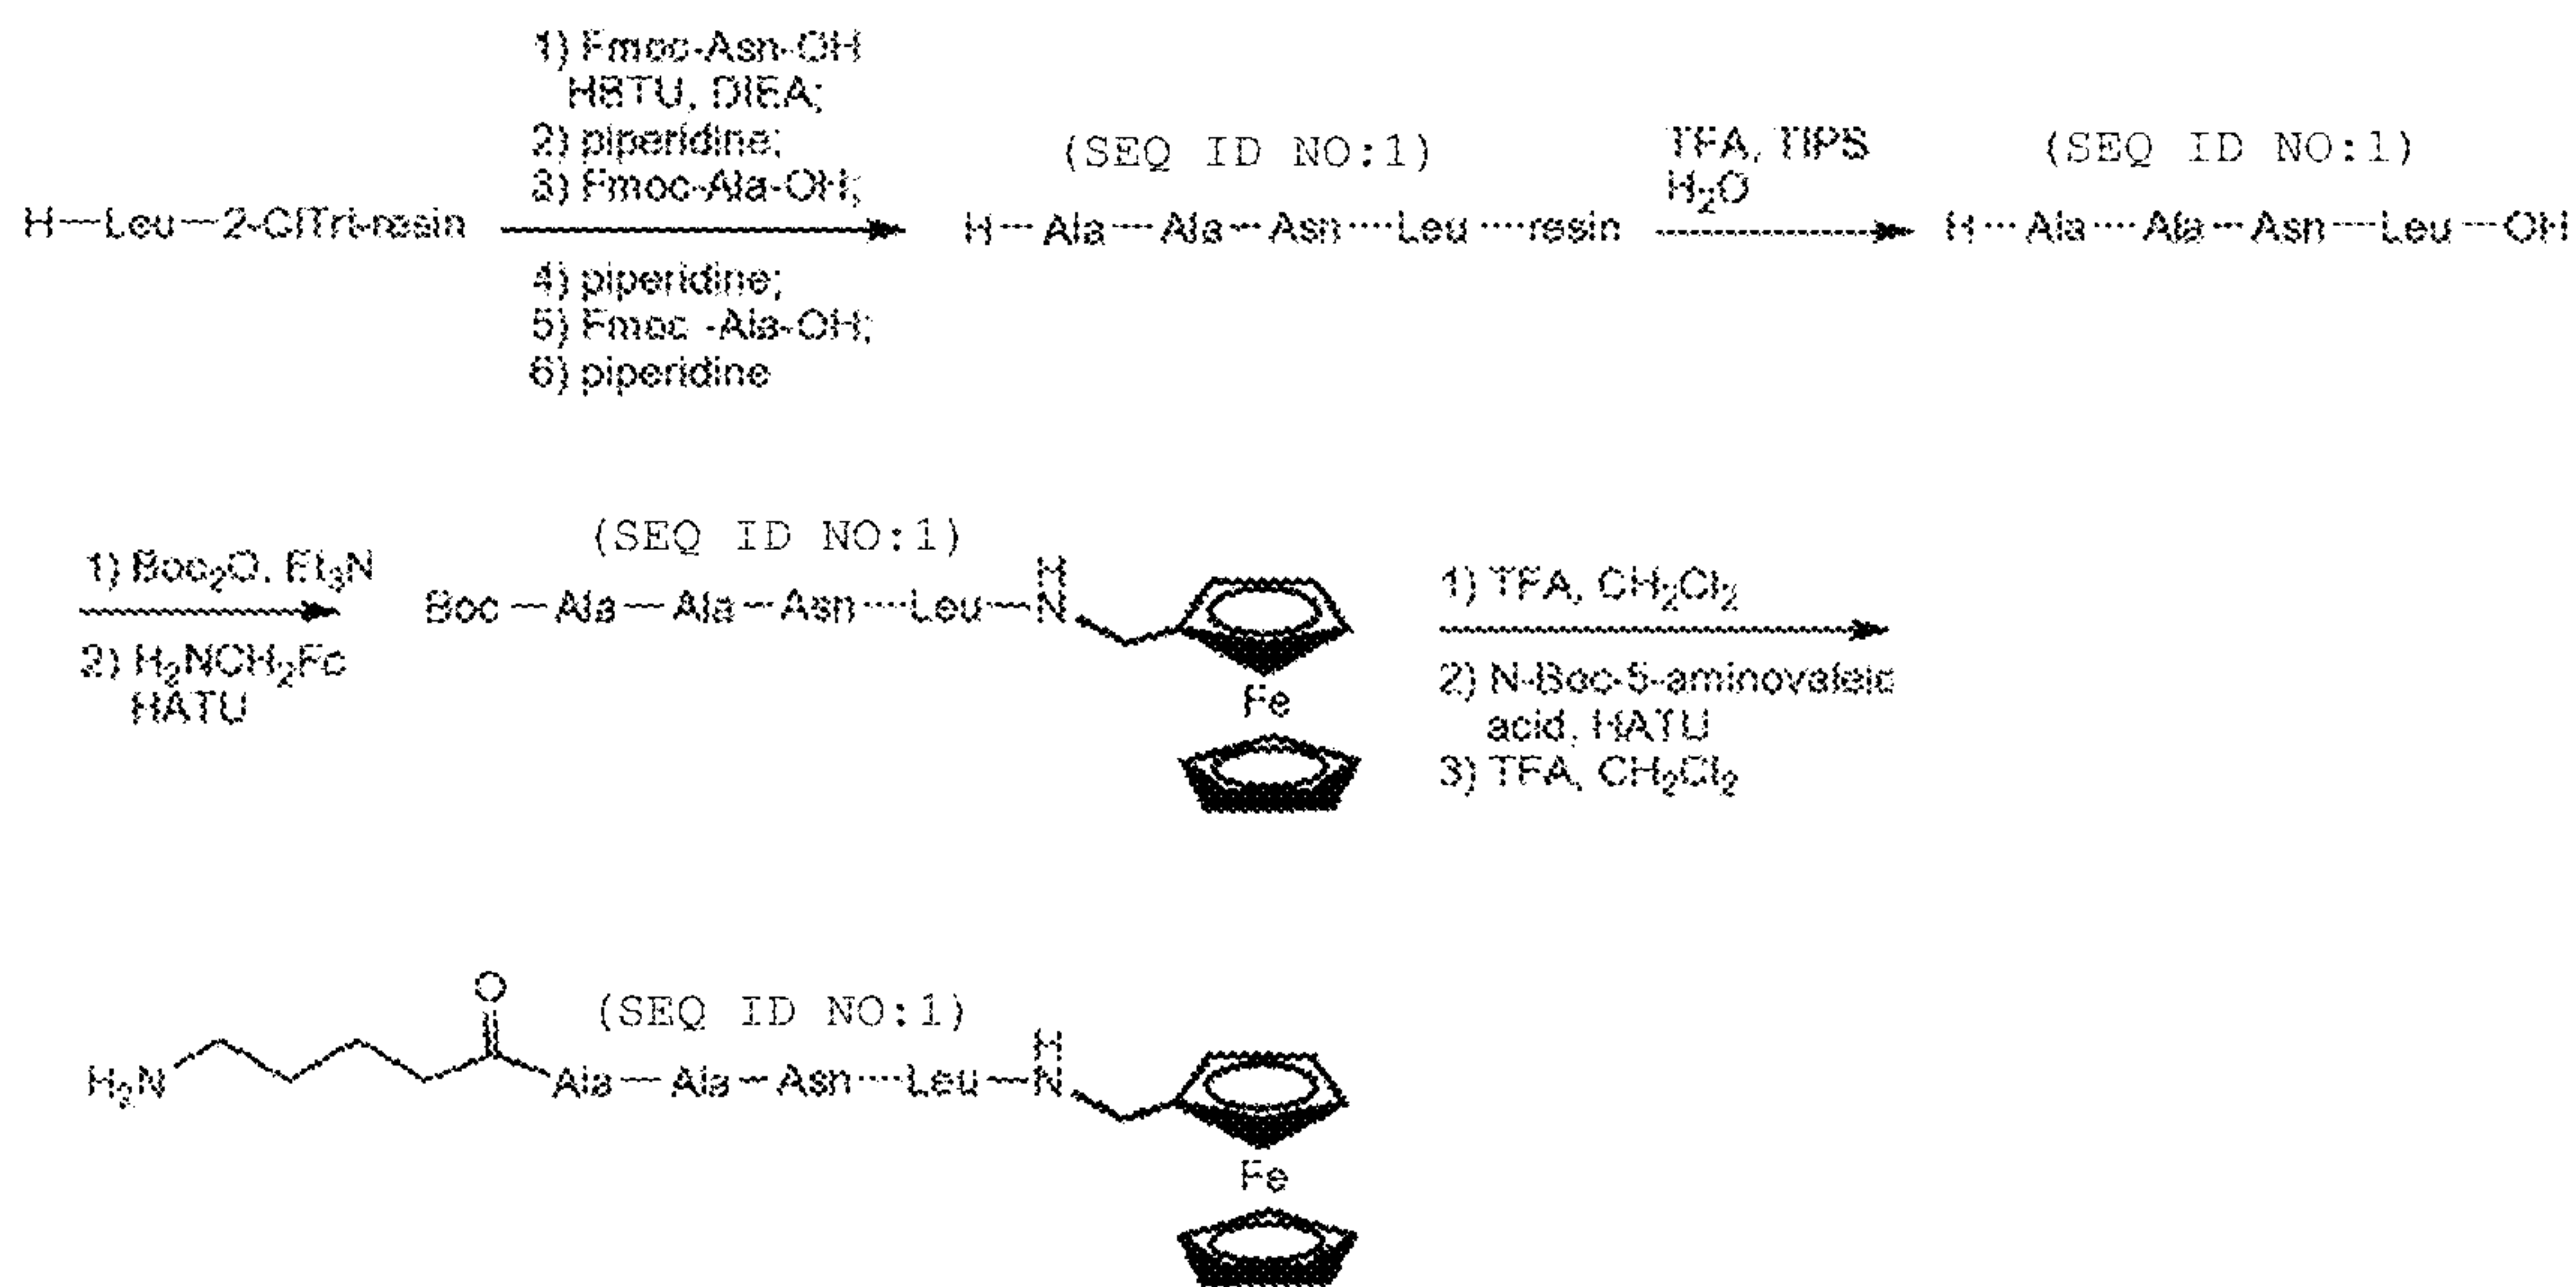 1) Fmoc-Asn-OH
HBTU, DIEA;
2) piperidine;
3) Fmoc-Ala-OH;
H—Leu—2-ClTrt-resin
4) piperidine;
5) Fmoc -Ala-OH;
6) piperidine
(SEQ ID NO:1)
H---Ala---Ala---Asn---Leu---resin
TFA, TIPS
H₂O
(SEQ ID NO:1)
H---Ala---Ala---Asn---Leu---OH
1) Boc₂O, Et₃N
2) H₂NCH₂Fc
HATU
(SEQ ID NO:1)
Boc—Ala—Ala—Asn---Leu—N
H
Fe
1) TFA, CH₂Cl₂
2) N-Boc-5-aminovaleic
acid, HATU
3) TFA, CH₂Cl₂
O
(SEQ ID NO:1)
H
H₂N
Ala—Ala—Asn---Leu—N
Fe